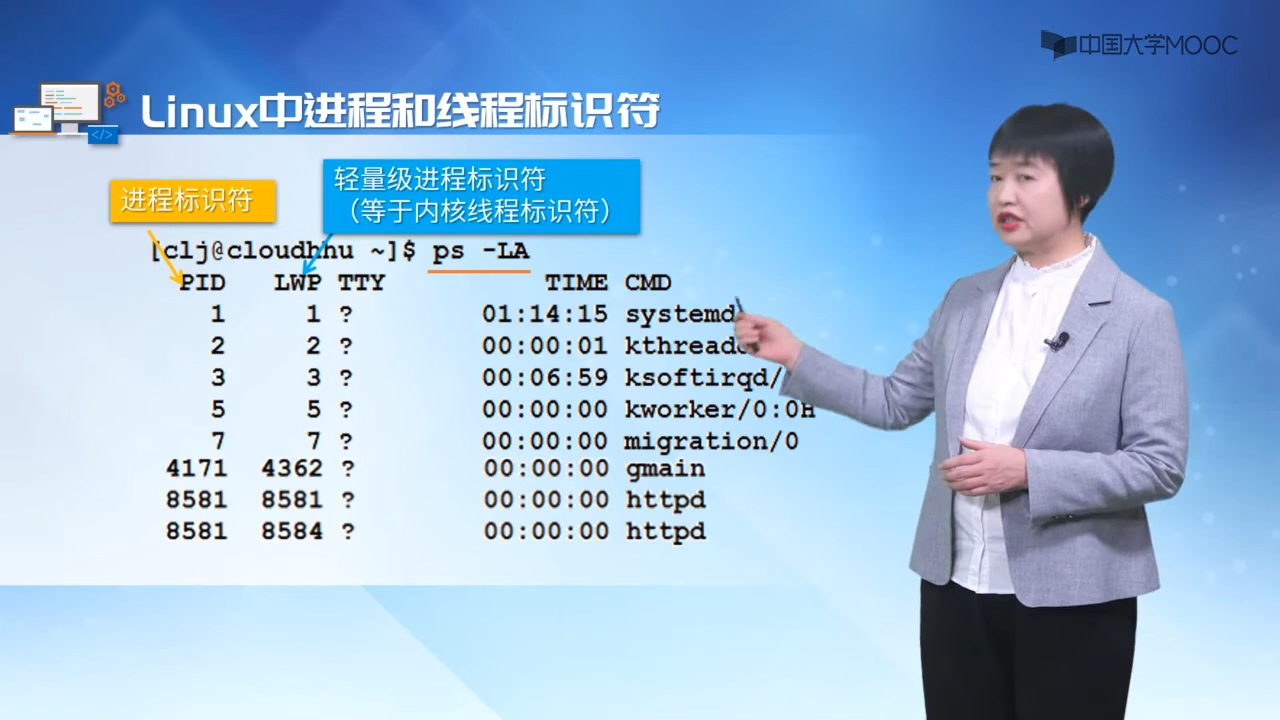 中国大学MOOC
Linux中进程和线程标识符
</>
进程标识符
轻量级进程标识符
（等于内核线程标识符）
[clj@cloudhhu ~]$ ps -LA
PID LWP TTY TIME CMD
1 1 ? 01:14:15 systemd
2 2 ? 00:00:01 kthreadd
3 3 ? 00:06:59 ksoftirqd/
5 5 ? 00:00:00 kworker/0:0H
7 7 ? 00:00:00 migration/0
4171 4362 ? 00:00:00 gmain
8581 8581 ? 00:00:00 httpd
8581 8584 ? 00:00:00 httpd